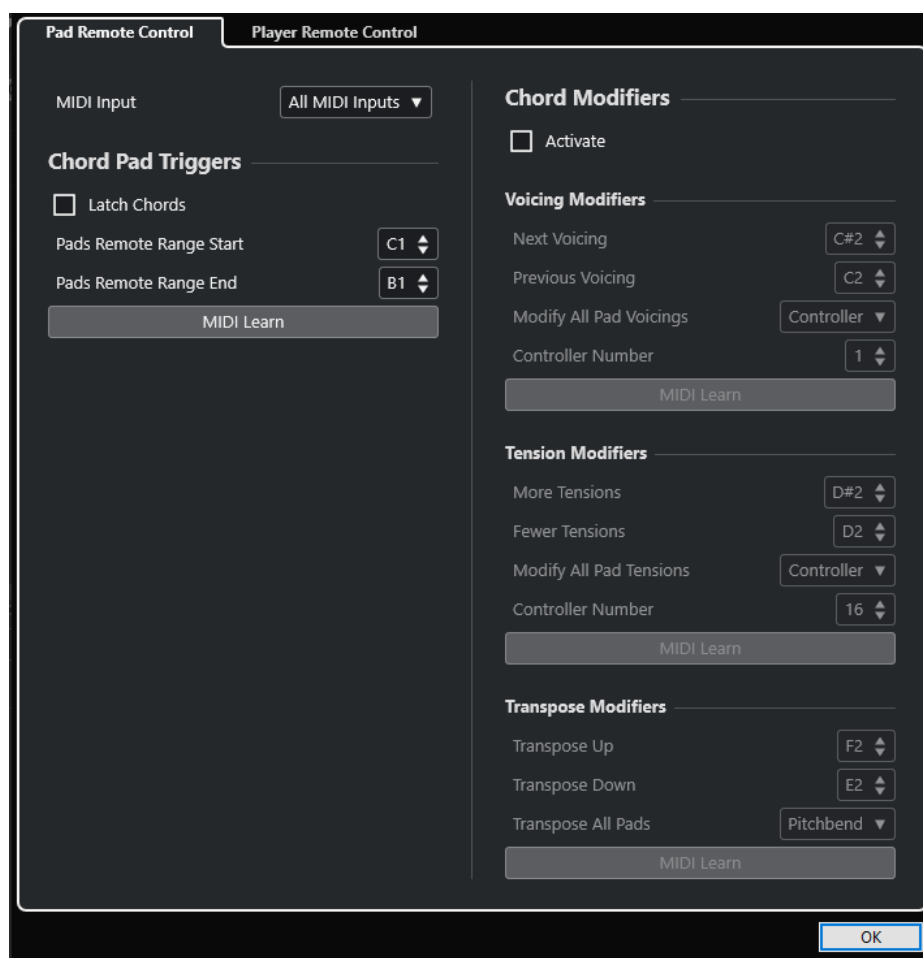 Pad Remote Control
Player Remote Control
MIDI Input
All MIDI Inputs
Chord Pad Triggers
Latch Chords
Pads Remote Range Start C1
Pads Remote Range End B1
MIDI Learn
Chord Modifiers
Activate
Voicing Modifiers
Next Voicing C#2
Previous Voicing C2
Modify All Pad Voicings Controller
Controller Number 1
MIDI Learn
Tension Modifiers
More Tensions D#2
Fewer Tensions D2
Modify All Pad Tensions Controller
Controller Number 16
MIDI Learn
Transpose Modifiers
Transpose Up F2
Transpose Down E2
Transpose All Pads Pitchbend
MIDI Learn
OK